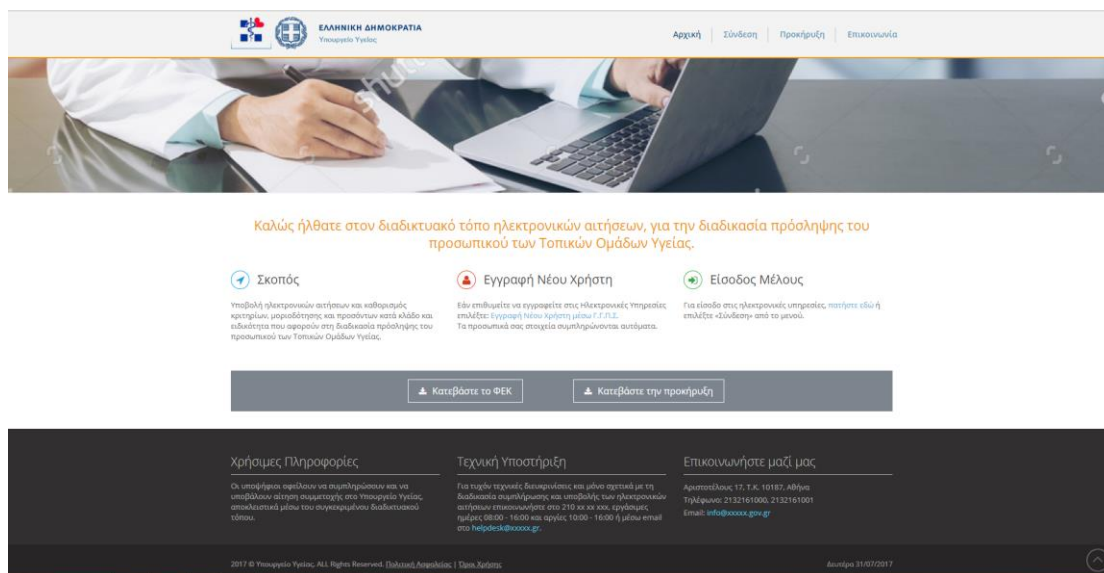 ΕΛΛΗΝΙΚΗ ΔΗΜΟΚΡΑΤΙΑ
Υπουργείο Υγείας
Αρχική Σύνδεση Προκήρυξη Επικοινωνία
shutt
Καλώς ήλθατε στον διαδικτυακό τόπο ηλεκτρονικών αιτήσεων, για την διαδικασία πρόσληψης του
προσωπικού των Τοπικών Ομάδων Υγείας.
Σκοπός
Υποβολή ηλεκτρονικών αιτήσεων και καθορισμός
κριτηρίων, μοριοδότησης και προσόντων κατά κλάδο και
ειδικότητα που αφορούν στη διαδικασία πρόσληψης του
προσωπικού των Τοπικών Ομάδων Υγείας.
Εγγραφή Νέου Χρήστη
Εάν επιθυμείτε να εγγραφείτε στις Ηλεκτρονικές Υπηρεσίες
επιλέξτε: Εγγραφή Νέου Χρήστη μέσω Γ.Γ.Π.Σ.
Τα προσωπικά σας στοιχεία συμπληρώνονται αυτόματα.
Είσοδος Μέλους
Για είσοδο στις ηλεκτρονικές υπηρεσίες, πατήστε εδώ ή
επιλέξτε «Σύνδεση» από το μενού.
Κατεβάστε το ΦΕΚ
Κατεβάστε την προκήρυξη
Χρήσιμες Πληροφορίες
Οι υποψήφιοι οφείλουν να συμπληρώσουν και να
υποβάλουν αίτηση συμμετοχής στο Υπουργείο Υγείας,
αποκλειστικά μέσω του συγκεκριμένου διαδικτυακού
τόπου.
Τεχνική Υποστήριξη
Για τυχόν τεχνικές διευκρινίσεις και μόνο σχετικά με τη
διαδικασία συμπλήρωσης και υποβολής των ηλεκτρονικών
αιτήσεων επικοινωνήστε στο 210 xx xx xxx, εργάσιμες
ημέρες 08:00 - 16:00 και αργίες 10:00 - 16:00 ή μέσω email
στο helpdesk@xxxxx.gr.
Επικοινωνήστε μαζί μας
Αριστοτέλους 17, Τ.Κ. 10187, Αθήνα
Τηλέφωνο: 2132161000, 2132161001
Email: info@xxxxx.gov.gr
2017 © Υπουργείο Υγείας. ALL Rights Reserved. Πολιτική Ασφαλείας | Όροι Χρήσης
Δευτέρα 31/07/2017